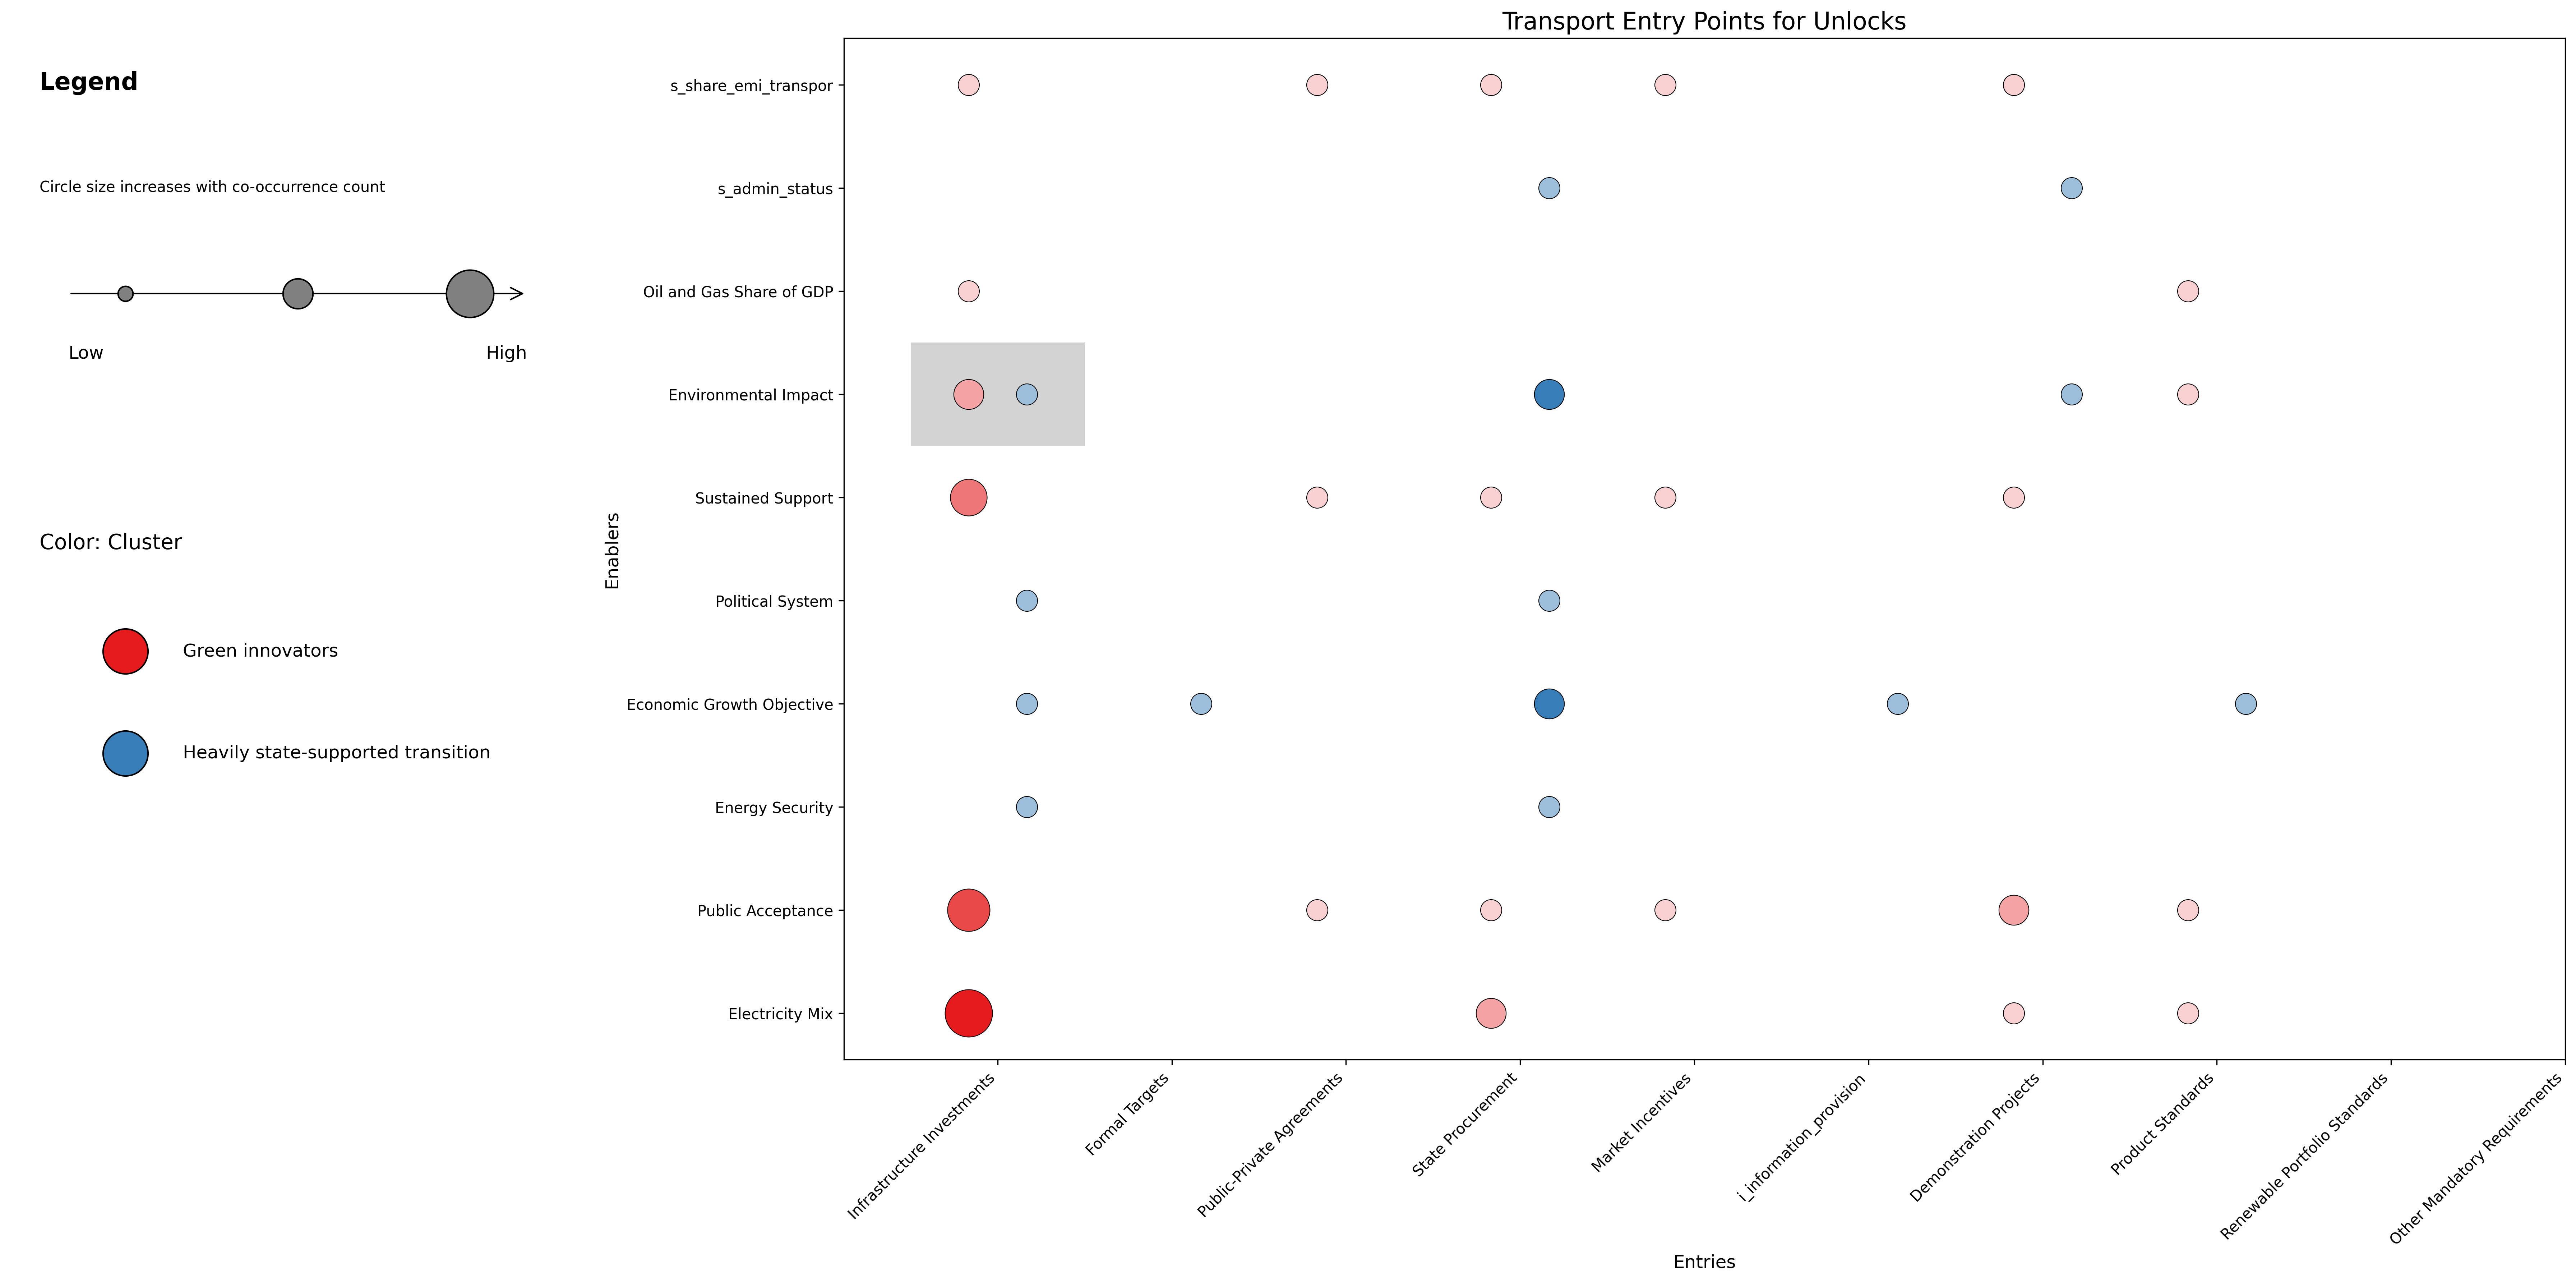 Transport Entry Points for Unlocks
Legend
Circle size increases with co-occurrence count
Low
High
Color: Cluster
Green innovators
Heavily state-supported transition
Enablers
s_share_emi_transpor
s_admin_status
Oil and Gas Share of GDP
Environmental Impact
Sustained Support
Political System
Economic Growth Objective
Energy Security
Public Acceptance
Electricity Mix
Infrastructure Investments
Formal Targets
Public-Private Agreements
State Procurement
Market Incentives
i_information_provision
Demonstration Projects
Product Standards
Renewable Portfolio Standards
Other Mandatory Requirements
Entries